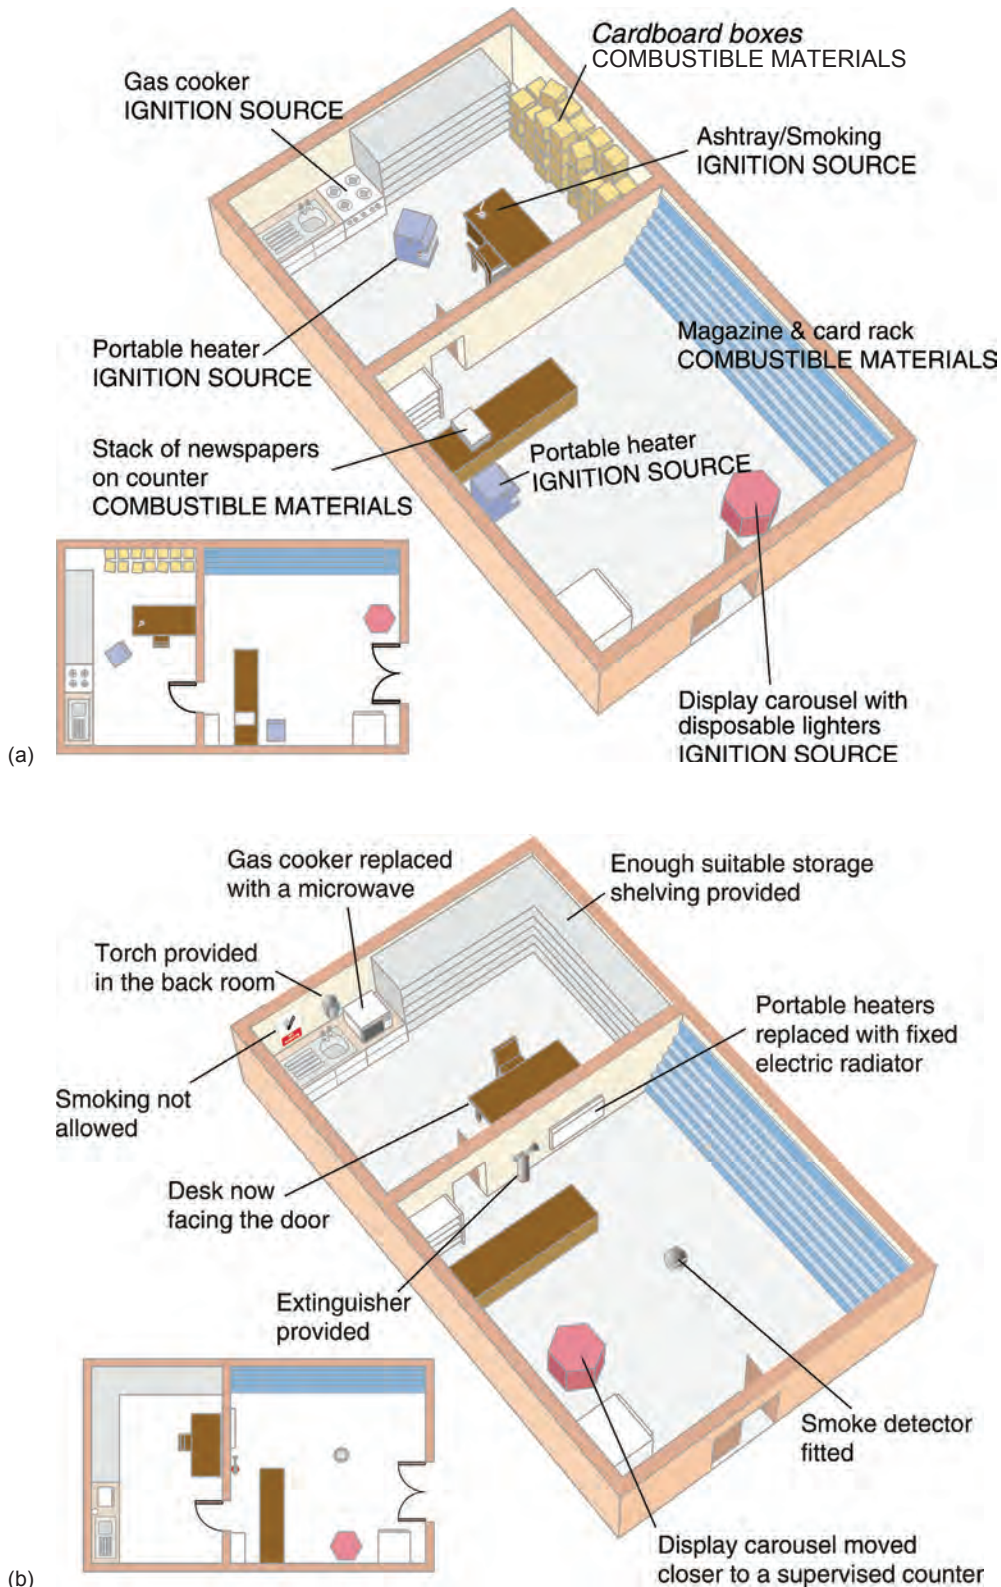 Cardboard boxes
COMBUSTIBLE MATERIALS
Gas cooker
IGNITION SOURCE
Ashtray/Smoking
IGNITION SOURCE
Magazine & card rack
COMBUSTIBLE MATERIALS
Portable heater
IGNITION SOURCE
Stack of newspapers
on counter
COMBUSTIBLE MATERIALS
Portable heater
IGNITION SOURCE
Display carousel with
disposable lighters
IGNITION SOURCE
(a)
Gas cooker replaced
with a microwave
Enough suitable storage
shelving provided
Torch provided
in the back room
Portable heaters
replaced with fixed
electric radiator
Smoking not
allowed
Desk now
facing the door
Extinguisher
provided
Smoke detector
fitted
Display carousel moved
closer to a supervised counter
(b)